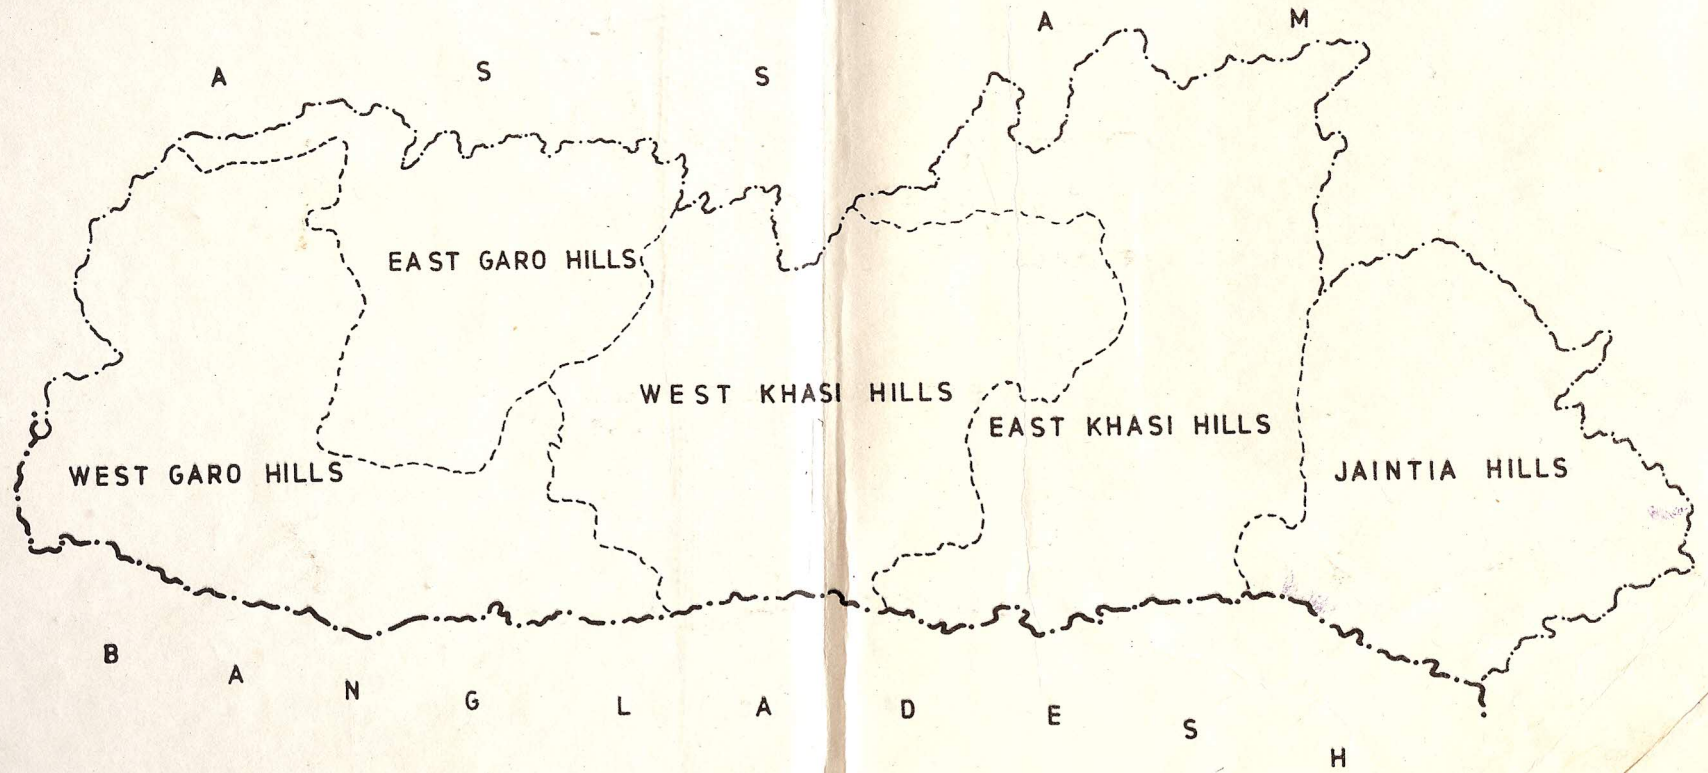 A S S A M
EAST GARO HILLS
WEST KHASI HILLS
EAST KHASI HILLS
WEST GARO HILLS
JAINTIA HILLS
B A N G L A D E S H